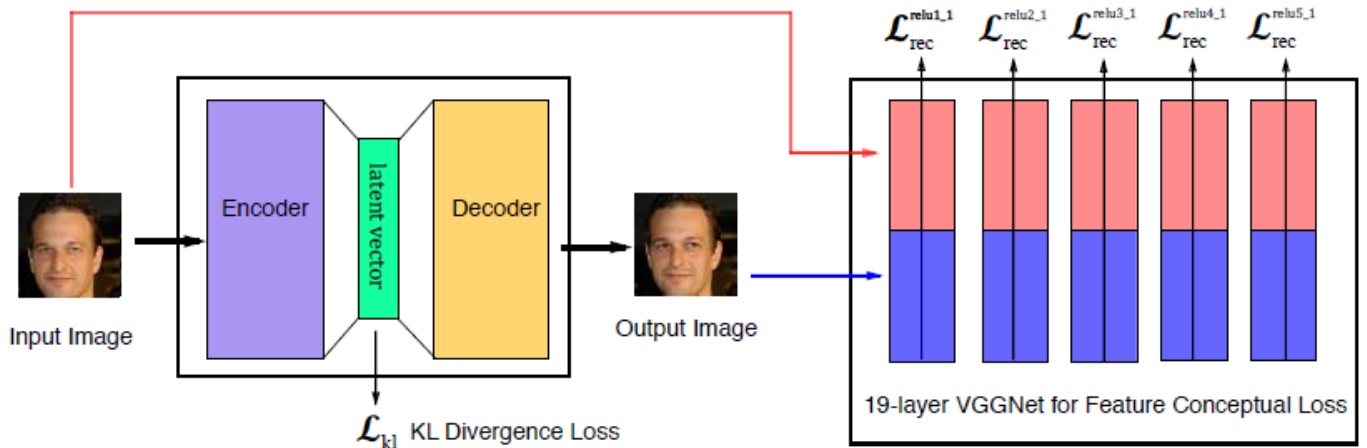 ℒ_rec^relu1_1 ℒ_rec^relu2_1 ℒ_rec^relu3_1 ℒ_rec^relu4_1 ℒ_rec^relu5_1
Encoder
latent vector
Decoder
Input Image
Output Image
ℒ_kl KL Divergence Loss
19-layer VGGNet for Feature Conceptual Loss